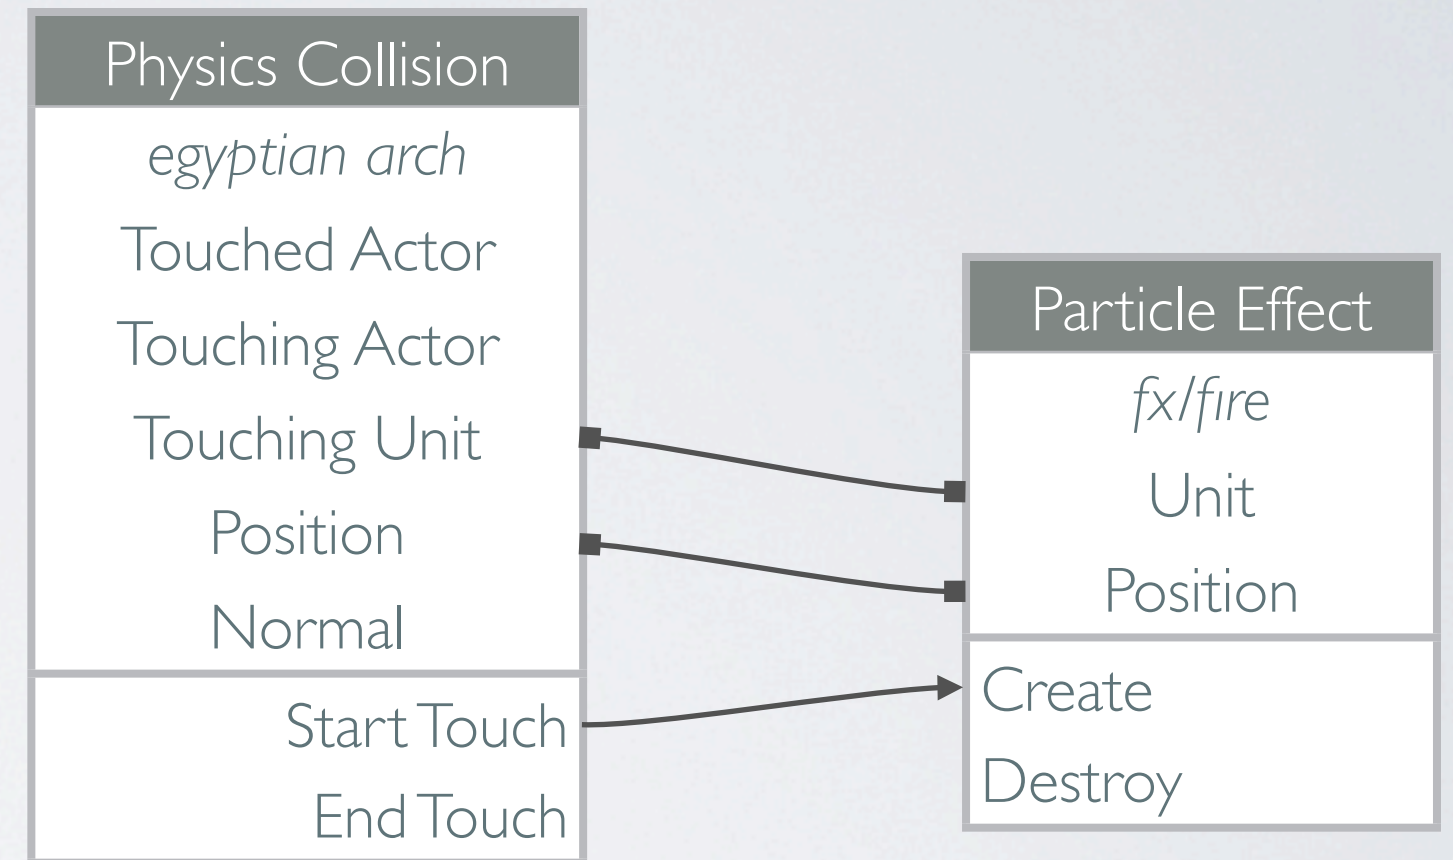 Physics Collision
egyptian arch
Touched Actor
Touching Actor
Touching Unit
Position
Normal
Start Touch
End Touch
Particle Effect
fx/fire
Unit
Position
Create
Destroy